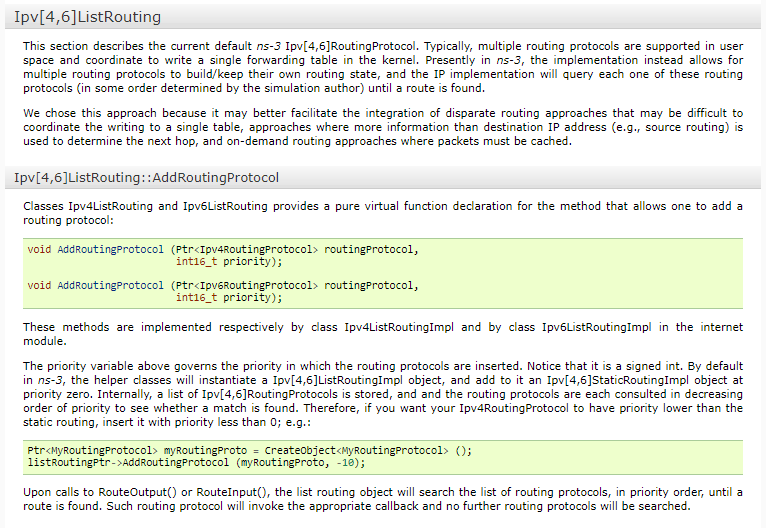 Ipv[4,6]ListRouting
This section describes the current default ns-3 Ipv[4,6]RoutingProtocol. Typically, multiple routing protocols are supported in user
space and coordinate to write a single forwarding table in the kernel. Presently in ns-3, the implementation instead allows for
multiple routing protocols to build/keep their own routing state, and the IP implementation will query each one of these routing
protocols (in some order determined by the simulation author) until a route is found.
We chose this approach because it may better facilitate the integration of disparate routing approaches that may be difficult to
coordinate the writing to a single table, approaches where more information than destination IP address (e.g., source routing) is
used to determine the next hop, and on-demand routing approaches where packets must be cached.
Ipv[4,6]ListRouting::AddRoutingProtocol
Classes Ipv4ListRouting and Ipv6ListRouting provides a pure virtual function declaration for the method that allows one to add a
routing protocol:
void AddRoutingProtocol (Ptr<Ipv4RoutingProtocol> routingProtocol,
int16_t priority);
void AddRoutingProtocol (Ptr<Ipv6RoutingProtocol> routingProtocol,
int16_t priority);
These methods are implemented respectively by class Ipv4ListRoutingImpl and by class Ipv6ListRoutingImpl in the internet
module.
The priority variable above governs the priority in which the routing protocols are inserted. Notice that it is a signed int. By default
in ns-3, the helper classes will instantiate a Ipv[4,6]ListRoutingImpl object, and add to it an Ipv[4,6]StaticRoutingImpl object at
priority zero. Internally, a list of Ipv[4,6]RoutingProtocols is stored, and and the routing protocols are each consulted in decreasing
order of priority to see whether a match is found. Therefore, if you want your Ipv4RoutingProtocol to have priority lower than the
static routing, insert it with priority less than 0; e.g.:
Ptr<MyRoutingProtocol> myRoutingProto = CreateObject<MyRoutingProtocol> ();
listRoutingPtr->AddRoutingProtocol (myRoutingProto, -10);
Upon calls to RouteOutput() or RouteInput(), the list routing object will search the list of routing protocols, in priority order, until a
route is found. Such routing protocol will invoke the appropriate callback and no further routing protocols will be searched.